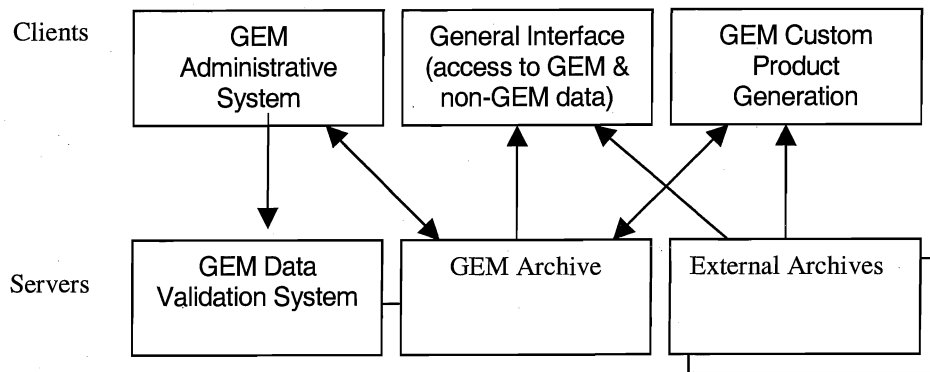 Clients
GEM
Administrative
System
General Interface
(access to GEM &
non-GEM data)
GEM Custom
Product
Generation
Servers
GEM Data
Validation System
GEM Archive
External Archives